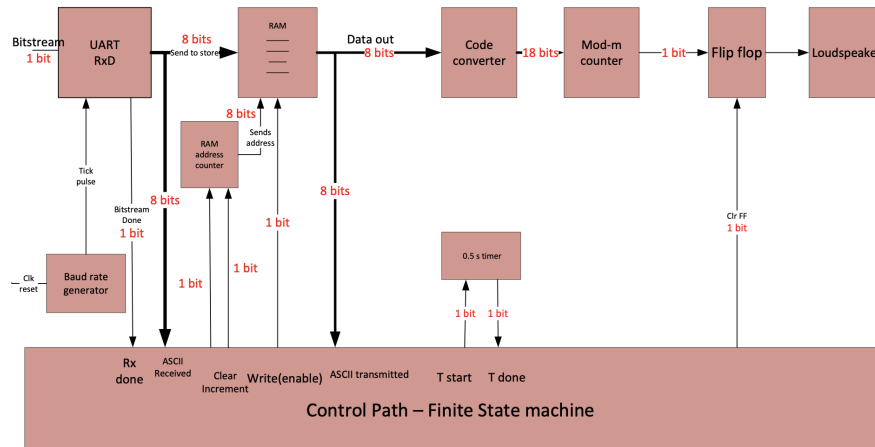 Bitstream
1 bit
UART
RxD
8 bits
Send to store
RAM
Data out
8 bits
Code
converter
18 bits
Mod-m
counter
1 bit
Flip flop
Loudspeake
8 bits
Sends
address
RAM
address
counter
Tick
pulse
8 bits
Bitstream
Done
1 bit
8 bits
1 bit
Clr FF
1 bit
0.5 s timer
Clk
reset
Baud rate
generator
1 bit
1 bit
1 bit
1 bit
Rx
done
ASCII
Received
Clear
Increment
Write(enable)
ASCII transmitted
T start
T done
Control Path – Finite State machine